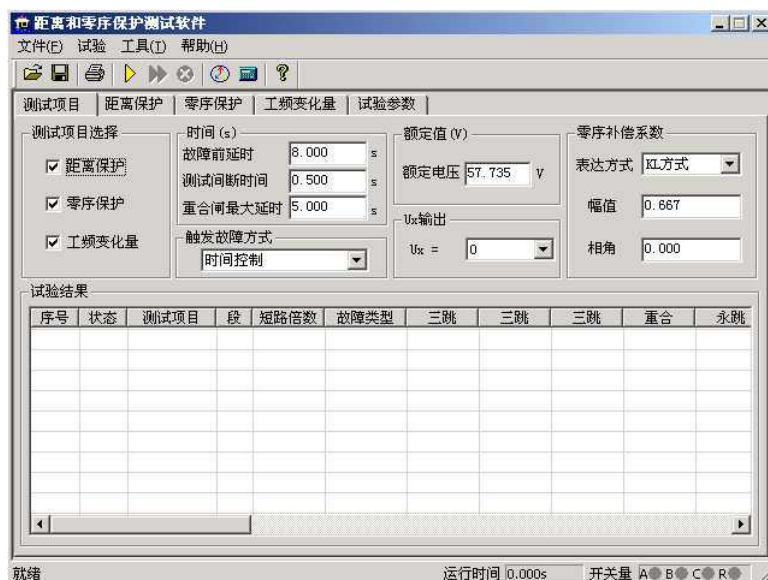 距离和零序保护测试软件
文件(F) 试验 工具(T) 帮助(H)
测试项目 距离保护 零序保护 工频变化量 试验参数
测试项目选择
距离保护
零序保护
工频变化量
时间(s)
故障前延时 8.000 s
测试间断时间 0.500 s
重合闸最大延时 5.000 s
触发故障方式
时间控制
额定值(V)
额定电压 57.735 V
Ux输出
Ux = 0
零序补偿系数
表达方式 KL方式
幅值 0.667
相角 0.000
试验结果
序号 状态 测试项目 段 短路倍数 故障类型 三跳 三跳 三跳 重合 永跳
就绪 运行时间 0.000s 开关量 A B C R